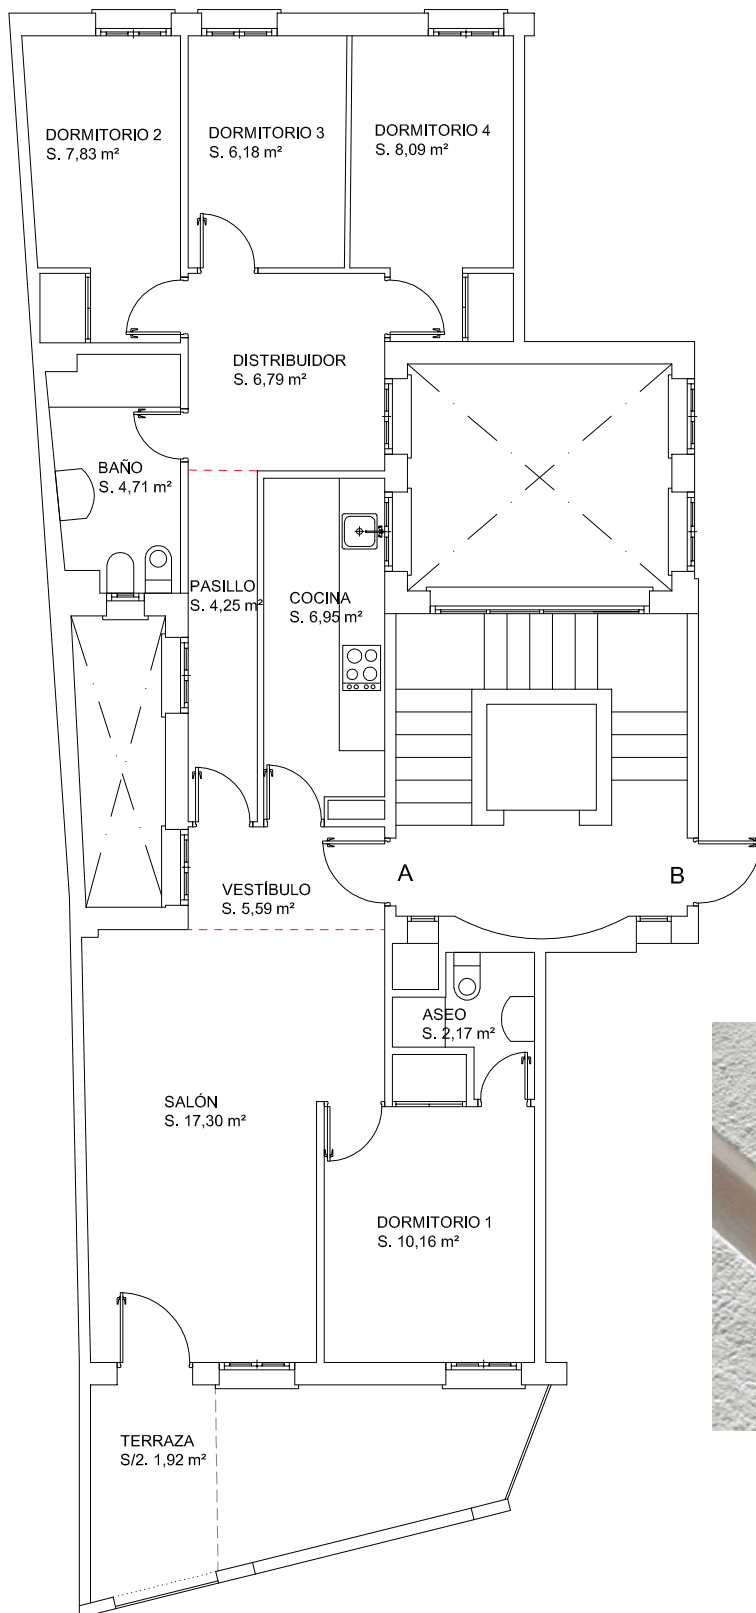 DORMITORIO 2
S. 7,83 m²
DORMITORIO 3
S. 6,18 m²
DORMITORIO 4
S. 8,09 m²
DISTRIBUIDOR
S. 6,79 m²
BAÑO
S. 4,71 m²
PASILLO
S. 4,25 m²
COCINA
S. 6,95 m²
VESTÍBULO
S. 5,59 m²
A
B
ASEO
S. 2,17 m²
SALÓN
S. 17,30 m²
DORMITORIO 1
S. 10,16 m²
TERRAZA
S/2. 1,92 m²